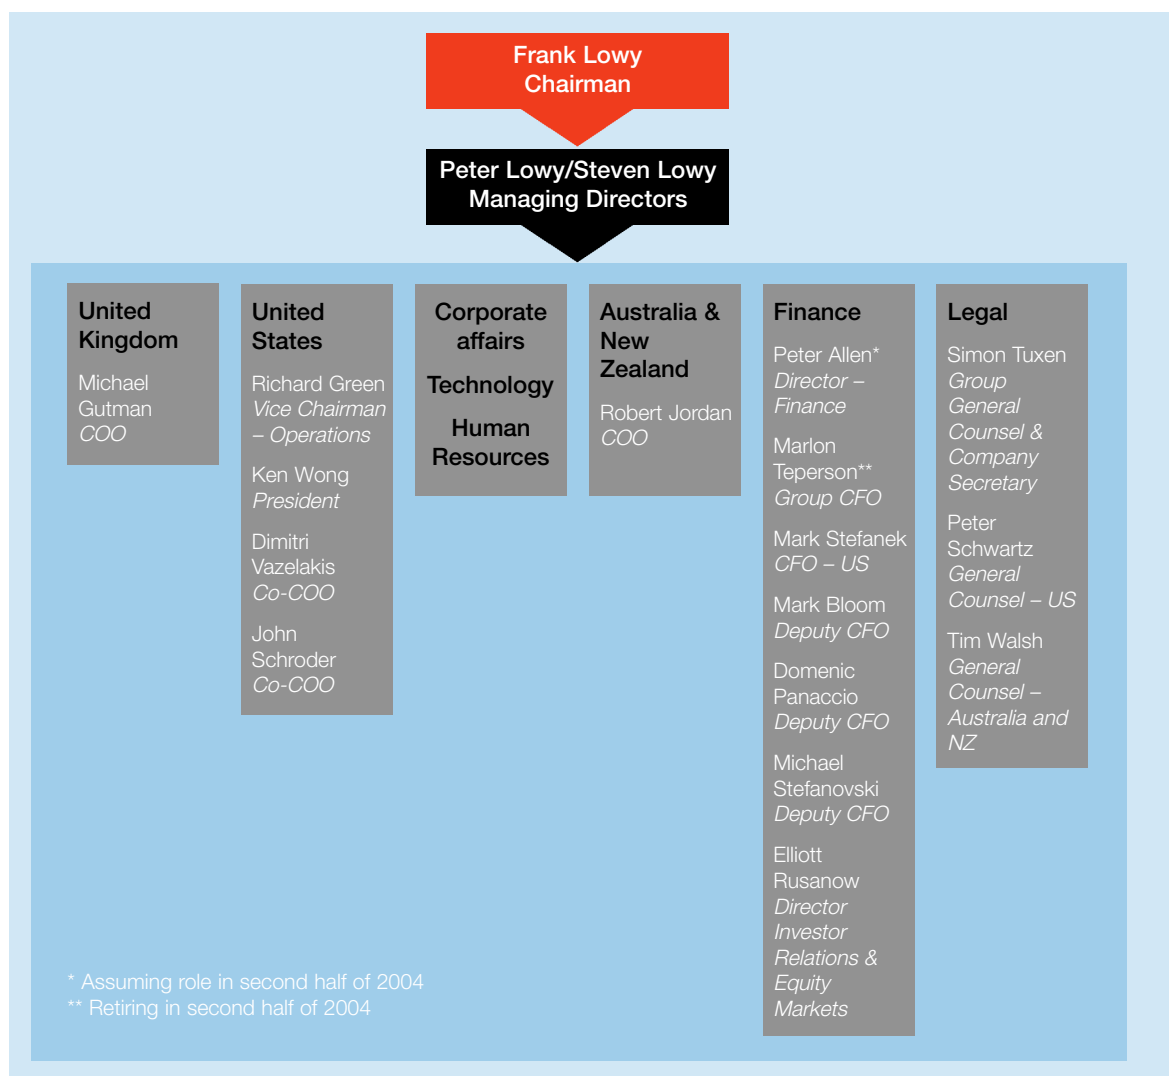 Frank Lowy
Chairman
Peter Lowy/Steven Lowy
Managing Directors
United
Kingdom
Michael
Gutman
COO
United
States
Richard Green
Vice Chairman
– Operations
Ken Wong
President
Dimitri
Vazelakis
Co-COO
John
Schroder
Co-COO
Corporate
affairs
Technology
Human
Resources
Australia &
New
Zealand
Robert Jordan
COO
Finance
Peter Allen*
Director –
Finance
Marlon
Teperson**
Group CFO
Mark Stefanek
CFO – US
Mark Bloom
Deputy CFO
Domenic
Panaccio
Deputy CFO
Michael
Stefanovski
Deputy CFO
Elliott
Rusanow
Director
Investor
Relations &
Equity
Markets
Legal
Simon Tuxen
Group
General
Counsel &
Company
Secretary
Peter
Schwartz
General
Counsel – US
Tim Walsh
General
Counsel –
Australia and
NZ
* Assuming role in second half of 2004
** Retiring in second half of 2004